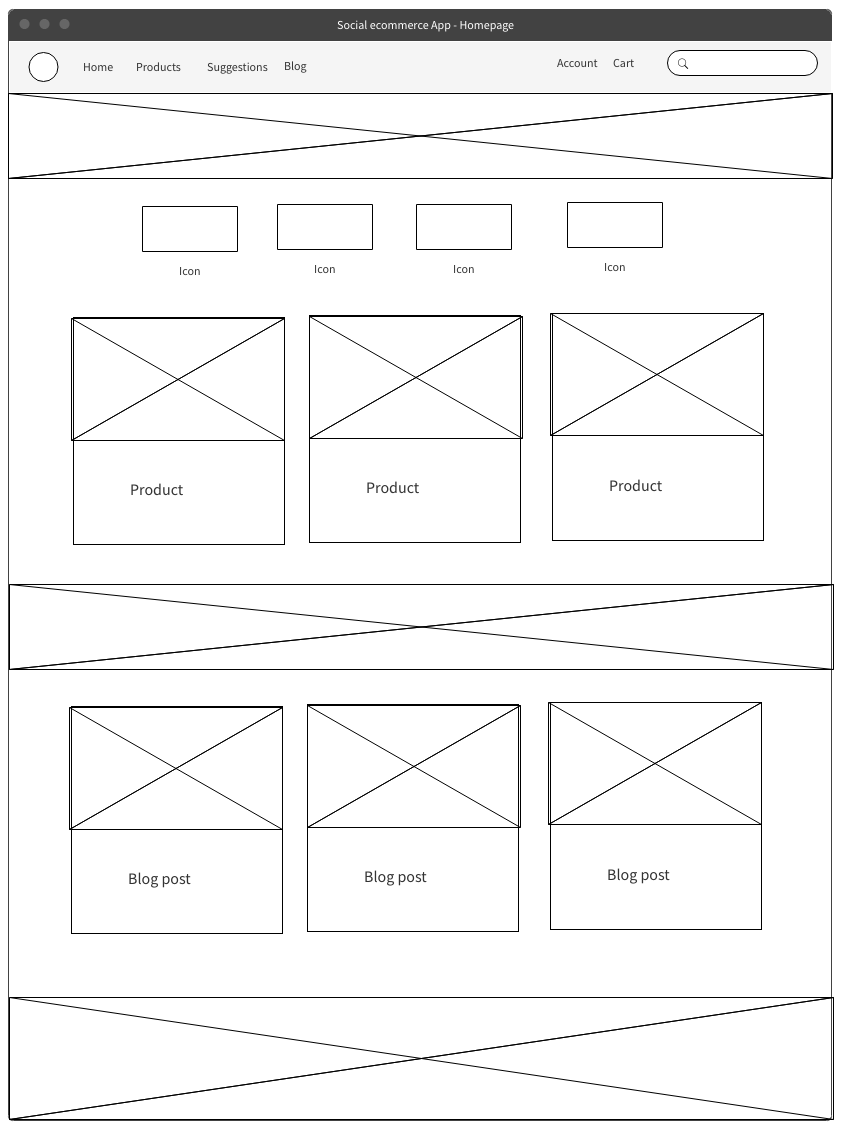 Social ecommerce App - Homepage
Home Products Suggestions Blog Account Cart
Icon Icon Icon Icon
Product Product Product
Blog post Blog post Blog post